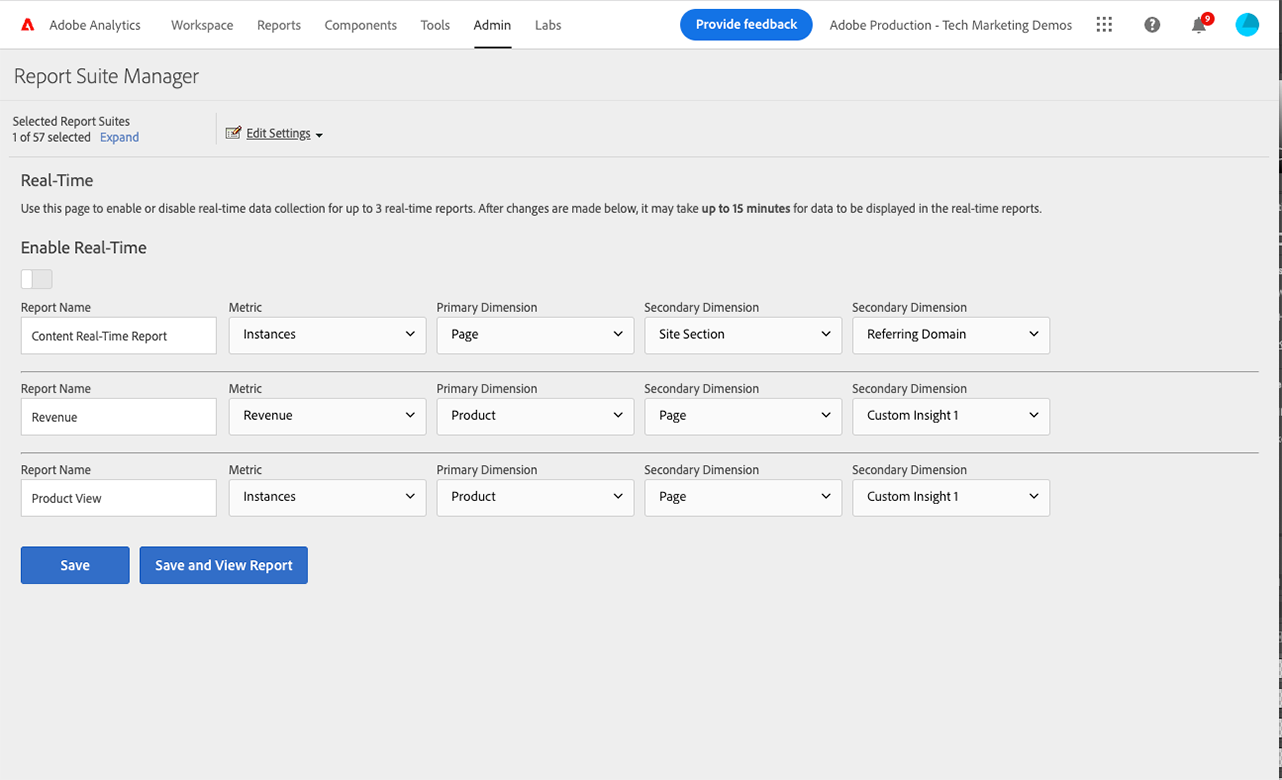 Adobe Analytics Workspace Reports Components Tools Admin Labs Provide feedback Adobe Production - Tech Marketing Demos 9
Report Suite Manager
Selected Report Suites
1 of 57 selected Expand
Edit Settings
Real-Time
Use this page to enable or disable real-time data collection for up to 3 real-time reports. After changes are made below, it may take up to 15 minutes for data to be displayed in the real-time reports.
Enable Real-Time
Report Name Metric Primary Dimension Secondary Dimension Secondary Dimension
Content Real-Time Report Instances Page Site Section Referring Domain
Report Name Metric Primary Dimension Secondary Dimension Secondary Dimension
Revenue Revenue Product Page Custom Insight 1
Report Name Metric Primary Dimension Secondary Dimension Secondary Dimension
Product View Instances Product Page Custom Insight 1
Save Save and View Report